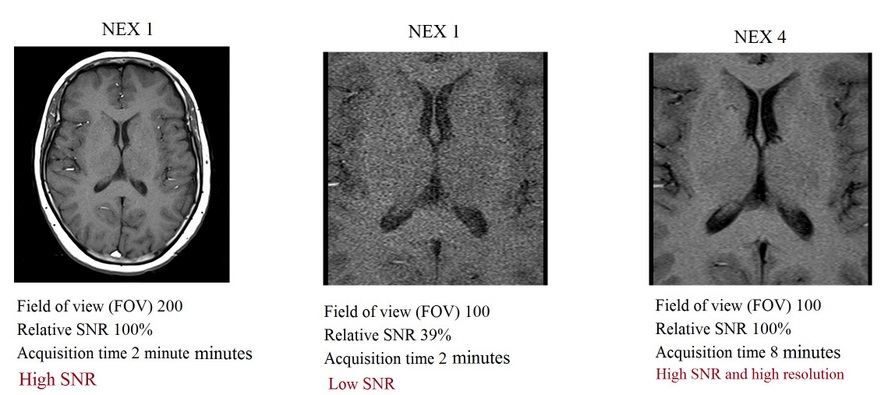 NEX 1
Field of view (FOV) 200
Relative SNR 100%
Acquisition time 2 minute minutes
High SNR
NEX 1
Field of view (FOV) 100
Relative SNR 39%
Acquisition time 2 minutes
Low SNR
NEX 4
Field of view (FOV) 100
Relative SNR 100%
Acquisition time 8 minutes
High SNR and high resolution